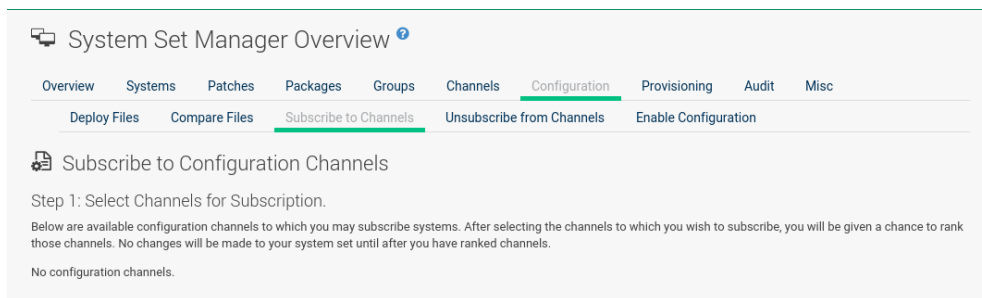 System Set Manager Overview ?
Overview Systems Patches Packages Groups Channels Configuration Provisioning Audit Misc
Deploy Files Compare Files Subscribe to Channels Unsubscribe from Channels Enable Configuration
Subscribe to Configuration Channels
Step 1: Select Channels for Subscription.
Below are available configuration channels to which you may subscribe systems. After selecting the channels to which you wish to subscribe, you will be given a chance to rank
those channels. No changes will be made to your system set until after you have ranked channels.
No configuration channels.